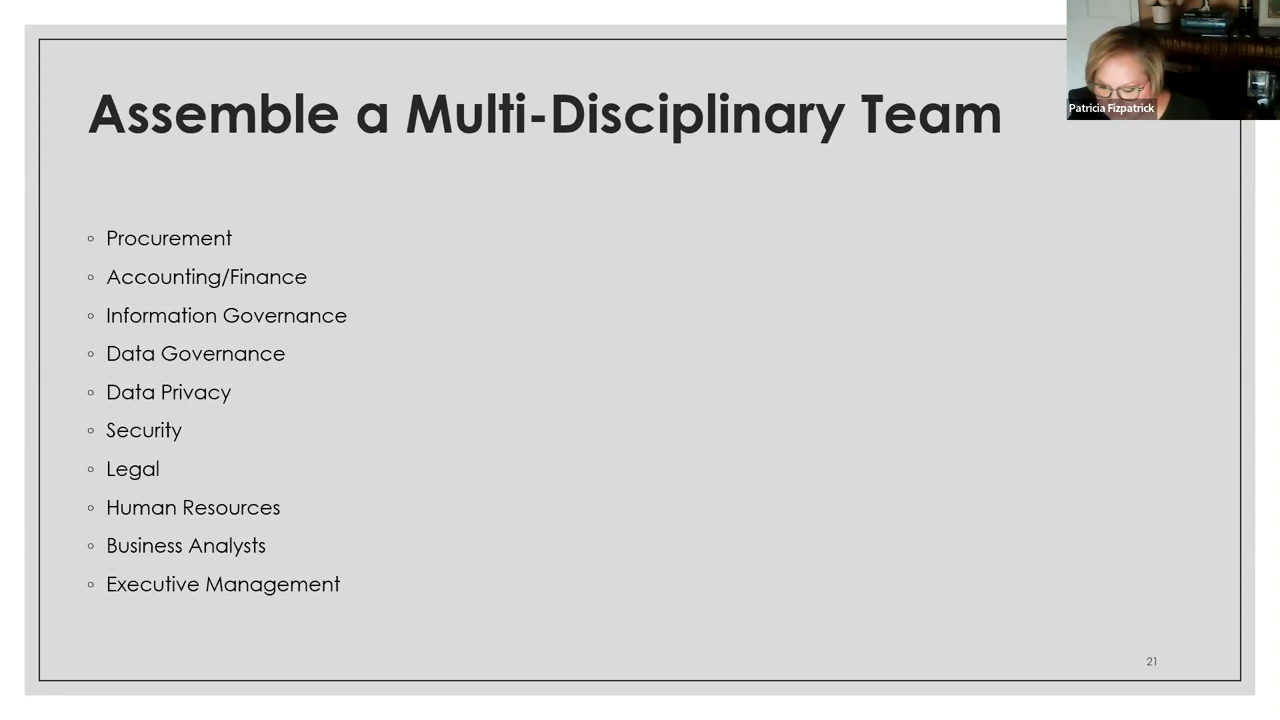 Assemble a Multi-Disciplinary Team
Patricia Fizpatrick
◦ Procurement
◦ Accounting/Finance
◦ Information Governance
◦ Data Governance
◦ Data Privacy
◦ Security
◦ Legal
◦ Human Resources
◦ Business Analysts
◦ Executive Management
21